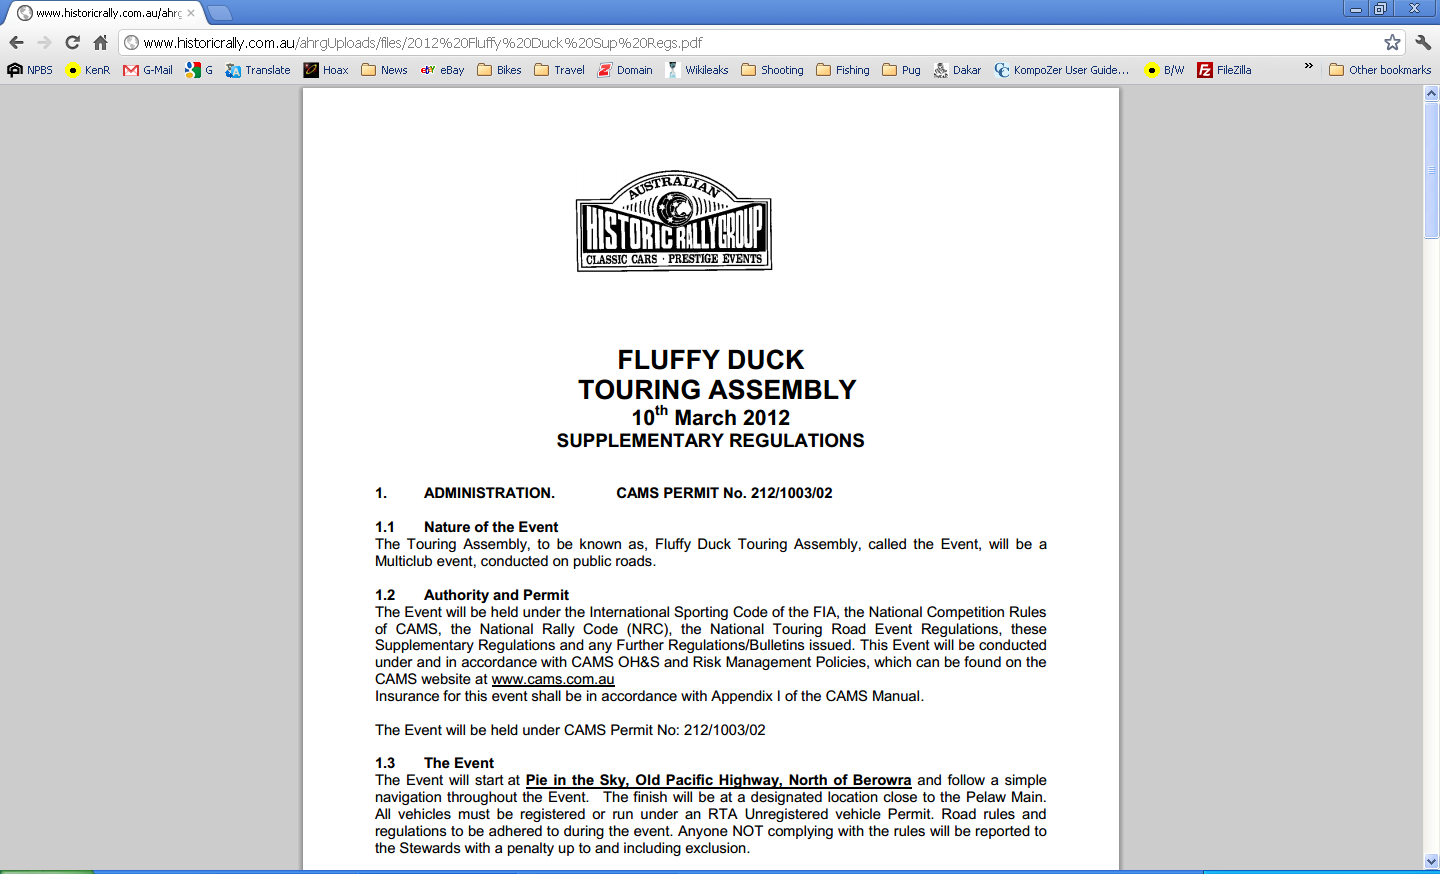 www.historicrally.com.au/ahrg
www.historicrally.com.au/ahrgUploads/files/2012%20Fluffy%20Duck%20Sup%20Regs.pdf
NPBS KenR G-Mail G Translate Hoax News eBay Bikes Travel Domain Wikileaks Shooting Fishing Pug Dakar KompoZer User Guide... B/W FileZilla » Other bookmarks
AUSTRALIAN
HISTORIC RALLY GROUP
CLASSIC CARS · PRESTIGE EVENTS
FLUFFY DUCK
TOURING ASSEMBLY
10th March 2012
SUPPLEMENTARY REGULATIONS
1. ADMINISTRATION. CAMS PERMIT No. 212/1003/02
1.1 Nature of the Event
The Touring Assembly, to be known as, Fluffy Duck Touring Assembly, called the Event, will be a
Multiclub event, conducted on public roads.
1.2 Authority and Permit
The Event will be held under the International Sporting Code of the FIA, the National Competition Rules
of CAMS, the National Rally Code (NRC), the National Touring Road Event Regulations, these
Supplementary Regulations and any Further Regulations/Bulletins issued. This Event will be conducted
under and in accordance with CAMS OH&S and Risk Management Policies, which can be found on the
CAMS website at www.cams.com.au
Insurance for this event shall be in accordance with Appendix I of the CAMS Manual.
The Event will be held under CAMS Permit No: 212/1003/02
1.3 The Event
The Event will start at Pie in the Sky, Old Pacific Highway, North of Berowra and follow a simple
navigation throughout the Event. The finish will be at a designated location close to the Pelaw Main.
All vehicles must be registered or run under an RTA Unregistered vehicle Permit. Road rules and
regulations to be adhered to during the event. Anyone NOT complying with the rules will be reported to
the Stewards with a penalty up to and including exclusion.